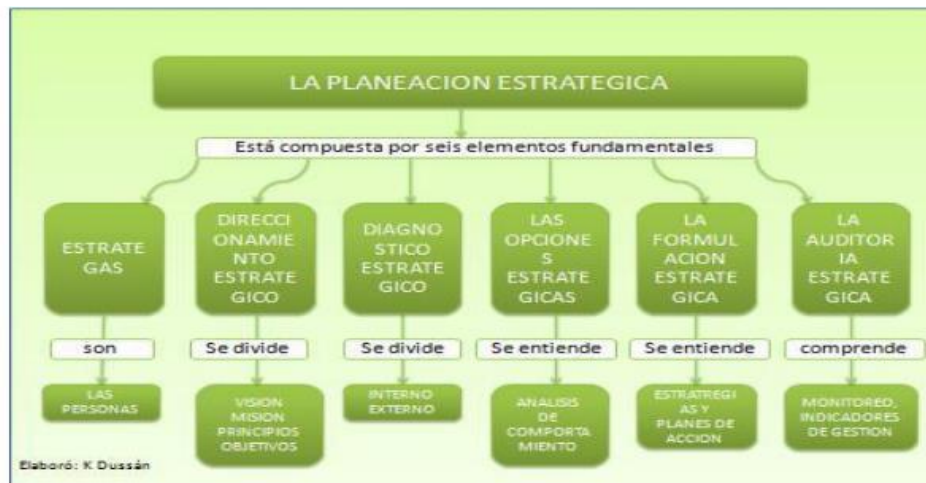 LA PLANEACION ESTRATEGICA
Está compuesta por seis elementos fundamentales
ESTRATE
GAS
DIRECCI
ONAMIE
NTO
ESTRATE
GICO
DIAGNO
STICO
ESTRATE
GICO
LAS
OPCIONE
S
ESTRATE
GICAS
LA
FORMUL
ACION
ESTRATE
GICA
LA
AUDITOR
IA
ESTRATE
GICA
son
Se divide
Se divide
Se entiende
Se entiende
comprende
LAS
PERSONAS
VISION
MISION
PRINCIPIOS
OBJETIVOS
INTERNO
EXTERNO
ANALISIS
DE
COMPORTA
MIENTO
ESTRATREGI
AS Y
PLANES DE
ACCION
MONITOREO,
INDICADORES
DE GESTION
Elaboró: K Dussán